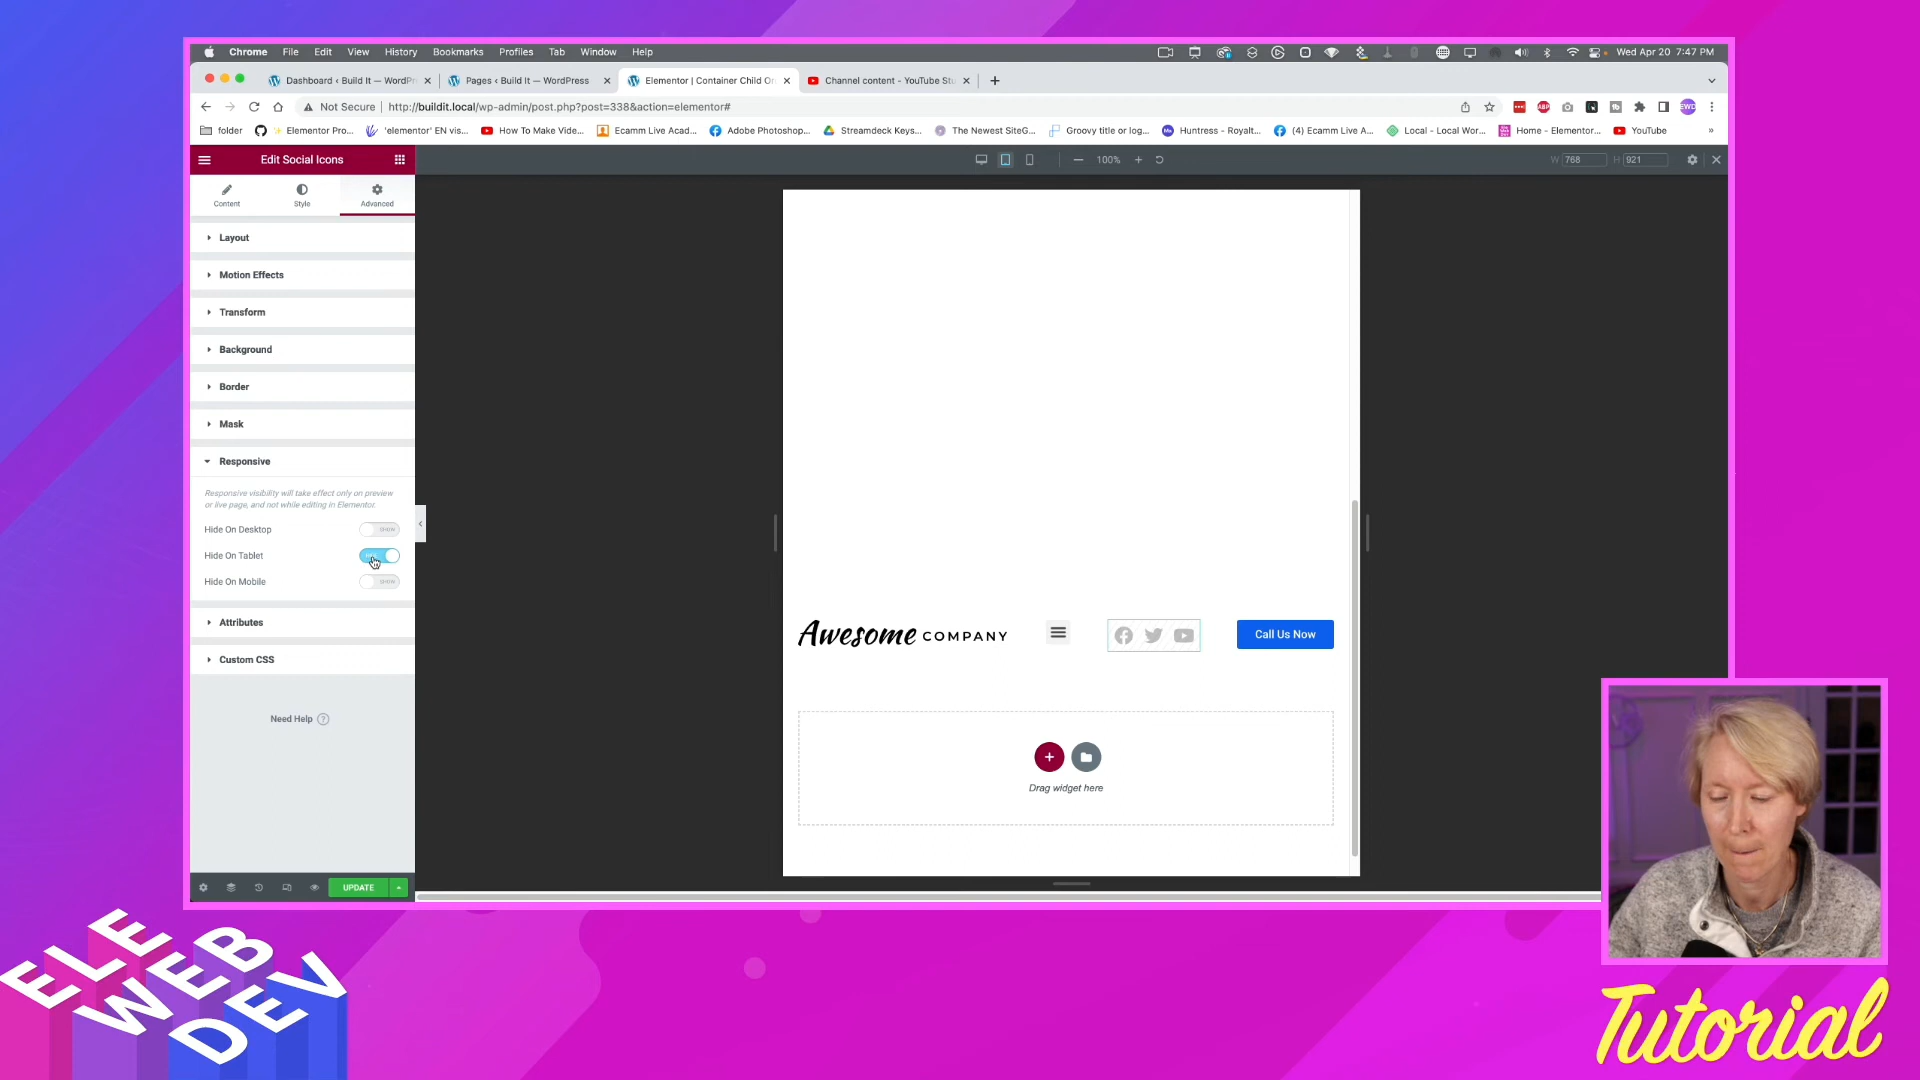 Chrome File Edit View History Bookmarks Profiles Tab Window Help
Wed Apr 20 7:47 PM
Dashboard ‹ Build It — WordPr
Pages ‹ Build It — WORDPRESS
Elementor | Container Child Or
Channel content - YouTube Stu
Not Secure | http://buildit.local/wp-admin/post.php?post=338&action=elementor#
folder
Elementor Pro...
'elementor' EN vis...
How To Make Vide...
Ecamm Live Acad...
Adobe Photoshop...
Streamdeck Keys...
The Newest SiteG...
Groovy title or log...
Huntress - Royalt...
(4) Ecamm Live A...
Local - Local Wor...
Home - Elementor...
YouTube
»
Edit Social Icons
100%
W 768
H 921
Content
Style
Advanced
Layout
Motion Effects
Transform
Background
Border
Mask
Responsive
Responsive visibility will take effect only on preview
or live page, and not while editing in Elementor.
Hide On Desktop SHOW
Hide On Tablet
Hide On Mobile SHOW
Attributes
Custom CSS
Need Help ?
UPDATE
Awesome COMPANY
Call Us Now
Drag widget here
ELE
WEB
DEV
Tutorial